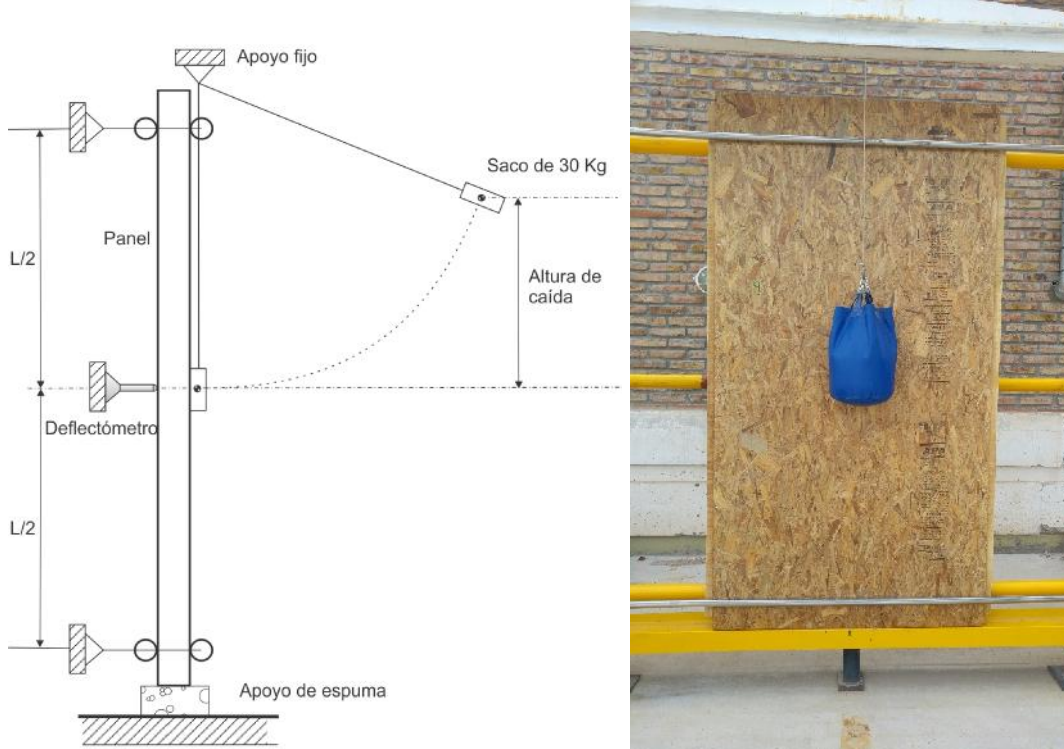 Apoyo fijo
Saco de 30 Kg
Panel
L/2
Altura de
caída
Deflectómetro
L/2
Apoyo de espuma